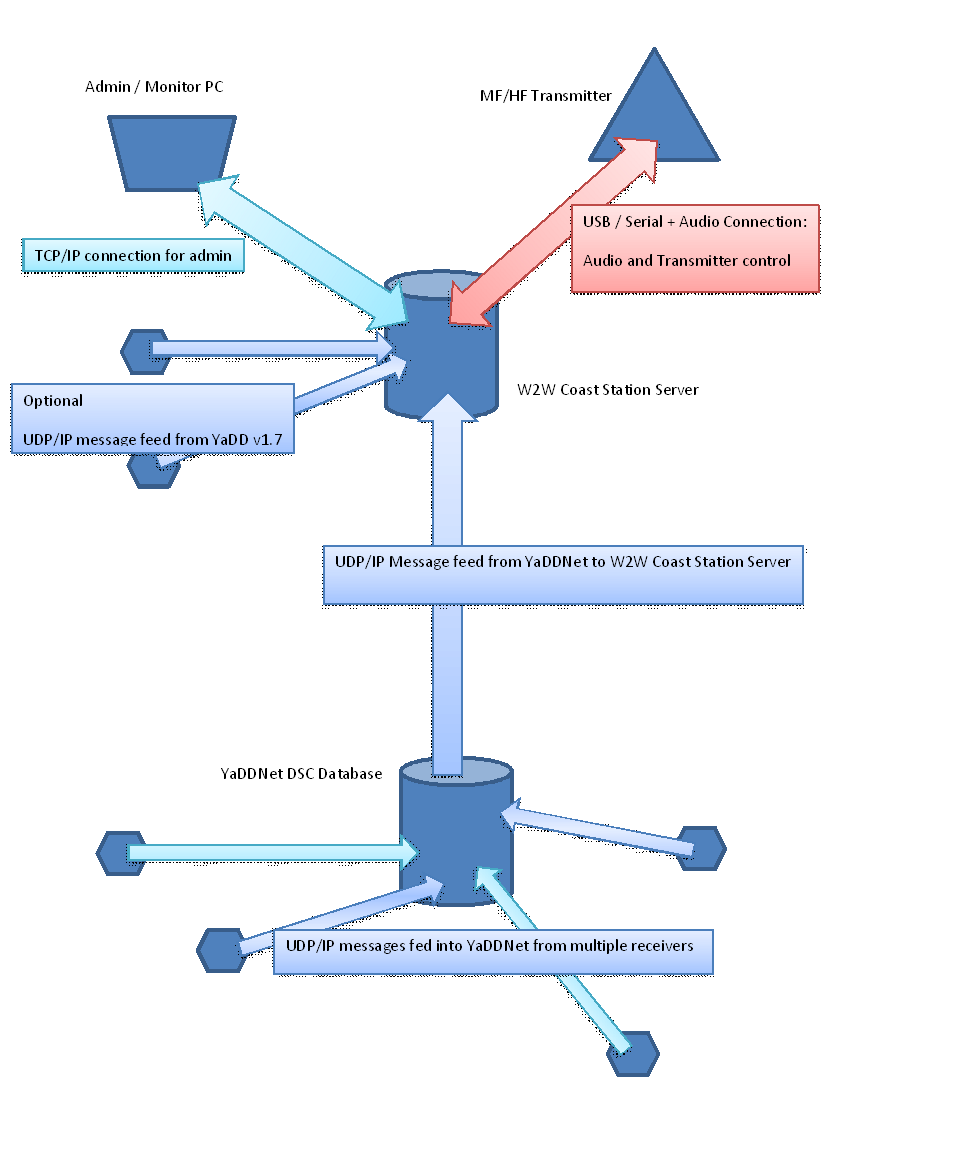 Admin / Monitor PC
MF/HF Transmitter
USB / Serial + Audio Connection:
Audio and Transmitter control
TCP/IP connection for admin
W2W Coast Station Server
Optional
UDP/IP message feed from YaDD v1.7
UDP/IP Message feed from YaDDNet to W2W Coast Station Server
YaDDNet DSC Database
UDP/IP messages fed into YaDDNet from multiple receivers